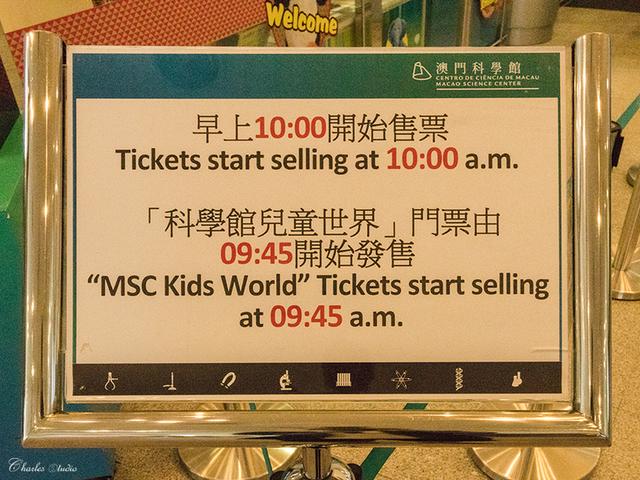 Welcome
澳門科學館
CENTRO DE CIÊNCIA DE MACAU
MACAO SCIENCE CENTER
早上10:00開始售票
Tickets start selling at 10:00 a.m.
「科學館兒童世界」門票由
09:45開始發售
“MSC Kids World” Tickets start selling
at 09:45 a.m.
Charles Studio